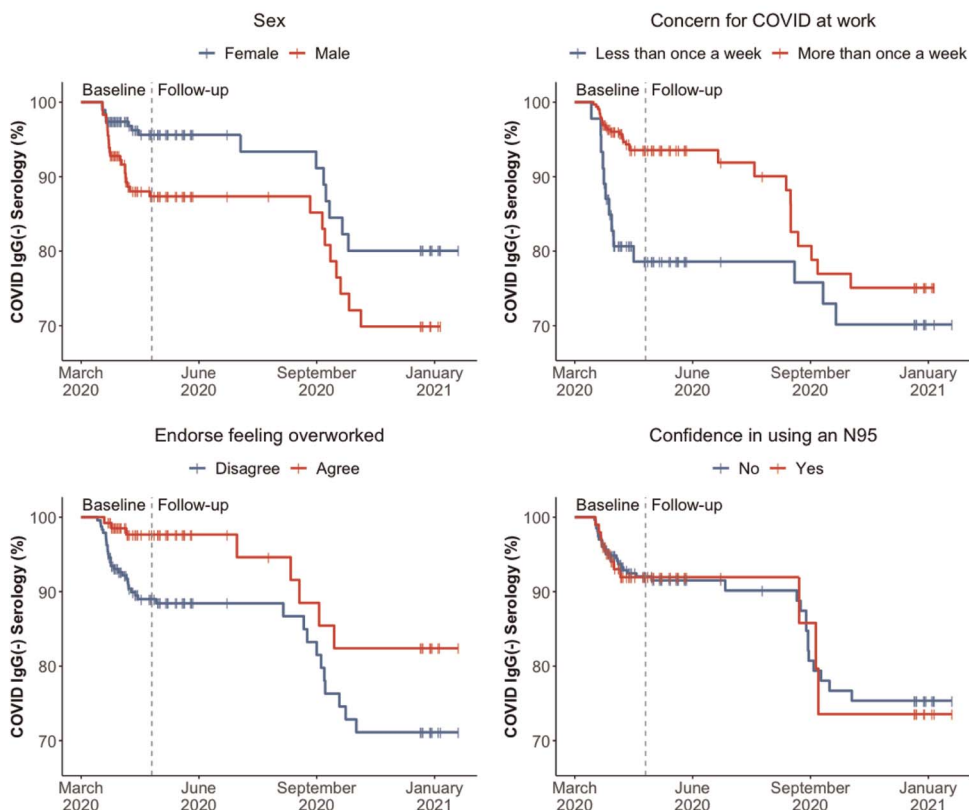 Sex
Female Male
Baseline Follow-up
COVID IgG(-) Serology (%)
100
90
80
70
March 2020
June 2020
September 2020
January 2021
Concern for COVID at work
Less than once a week More than once a week
Baseline Follow-up
COVID IgG(-) Serology (%)
100
90
80
70
March 2020
June 2020
September 2020
January 2021
Endorse feeling overworked
Disagree Agree
Baseline Follow-up
COVID IgG(-) Serology (%)
100
90
80
70
March 2020
June 2020
September 2020
January 2021
Confidence in using an N95
No Yes
Baseline Follow-up
COVID IgG(-) Serology (%)
100
90
80
70
March 2020
June 2020
September 2020
January 2021